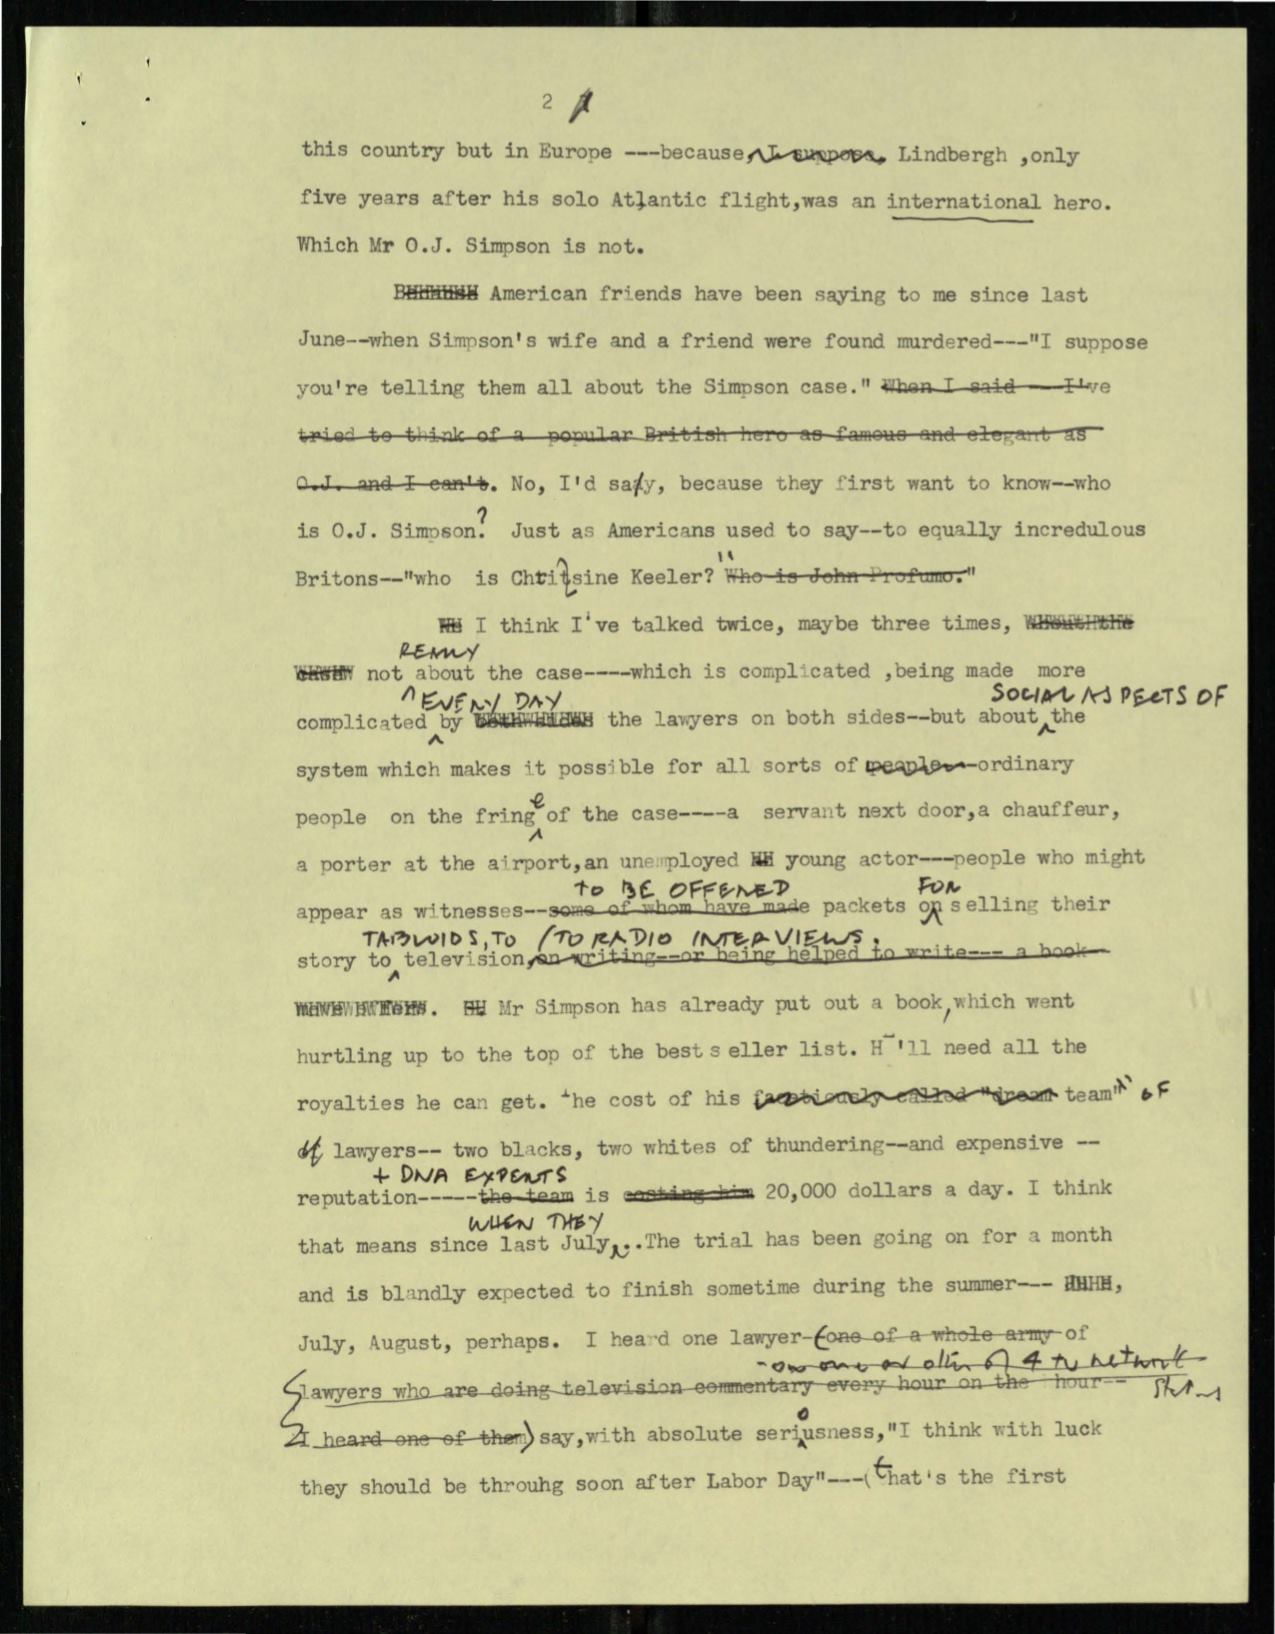 2
this country but in Europe ---because, I suppose, Lindbergh ,only
five years after his solo Atlantic flight,was an international hero.
Which Mr O.J. Simpson is not.
American friends have been saying to me since last
June--when Simpson's wife and a friend were found murdered---"I suppose
you're telling them all about the Simpson case." When I said -- I've
tried to think of a popular British hero as famous and elegant as
O.J. and I can't. No, I'd say, because they first want to know--who
is O.J. Simpson? Just as Americans used to say--to equally incredulous
Britons--"who is Chritsine Keeler?" Who is John Profumo."
I think I've talked twice, maybe three times,
REALLY
not about the case----which is complicated ,being made more
EVERY DAY SOCIAL ASPECTS OF
complicated by the lawyers on both sides--but about the
system which makes it possible for all sorts of people--ordinary
people on the fringe of the case----a servant next door,a chauffeur,
a porter at the airport,an unemployed young actor---people who might
TO BE OFFERED FOR
appear as witnesses--some of whom have made packets on selling their
TABLOIDS, TO (TO RADIO INTERVIEWS.
story to television,on writing--or being helped to write--- a book
. Mr Simpson has already put out a book, which went
hurtling up to the top of the best s eller list. H 'll need all the
royalties he can get. The cost of his facetiously called "dream team" OF
of lawyers-- two blacks, two whites of thundering--and expensive --
+ DNA EXPERTS
reputation-----the team is costing him 20,000 dollars a day. I think
WHEN THEY
that means since last July...The trial has been going on for a month
and is blandly expected to finish sometime during the summer--- ,
July, August, perhaps. I heard one lawyer-(one of a whole army of
-on one or other of 4 tv network
lawyers who are doing television commentary every hour on the hour--
I heard one of them) say,with absolute seriousness,"I think with luck
they should be throuhg soon after Labor Day"---(that's the first